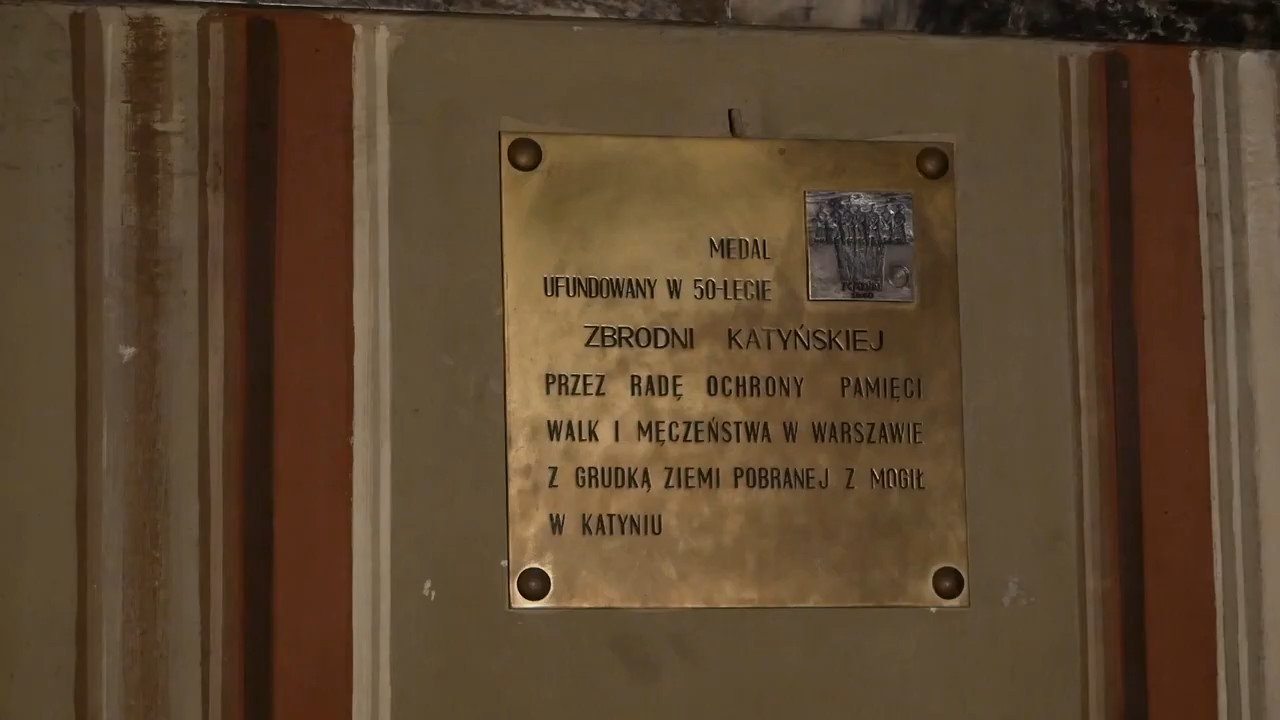 MEDAL
UFUNDOWANY W 50-LECIE
ZBRODNI KATYŃSKIEJ
PRZEZ RADĘ OCHRONY PAMIĘCI
WALK I MĘCZEŃSTWA W WARSZAWIE
Z GRUDKĄ ZIEMI POBRANEJ Z MOGIŁ
W KATYNIU